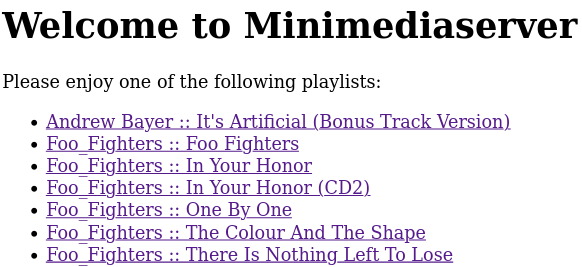 Welcome to Minimediaserver
Please enjoy one of the following playlists:
Andrew Bayer :: It's Artificial (Bonus Track Version)
Foo_Fighters :: Foo Fighters
Foo_Fighters :: In Your Honor
Foo_Fighters :: In Your Honor (CD2)
Foo_Fighters :: One By One
Foo_Fighters :: The Colour And The Shape
Foo_Fighters :: There Is Nothing Left To Lose